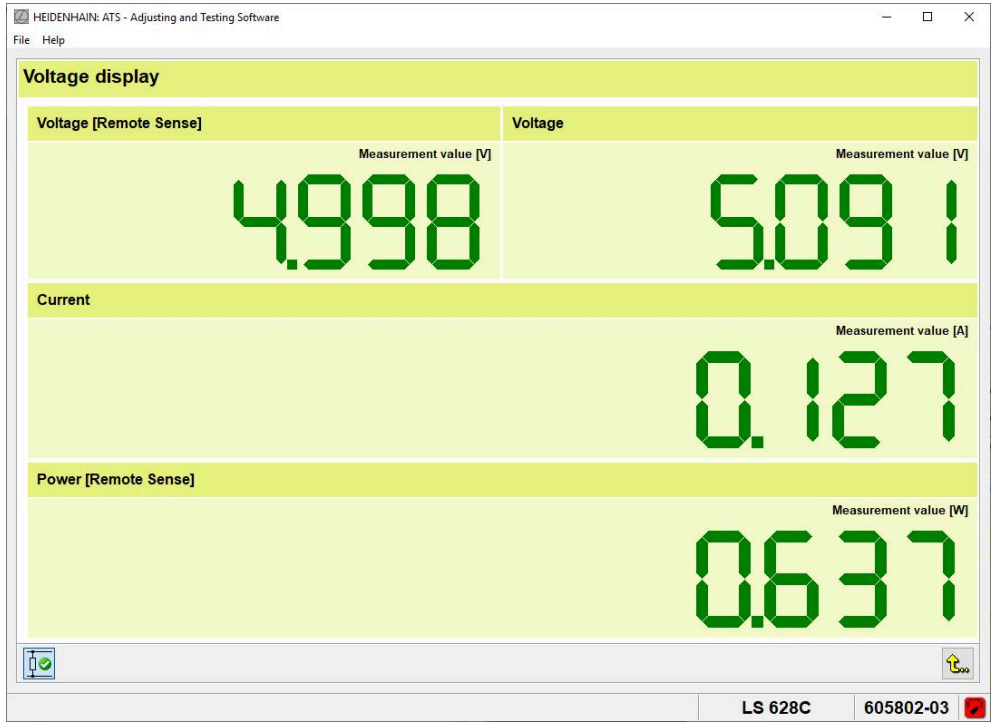 HEIDENHAIN: ATS - Adjusting and Testing Software
File Help
Voltage display
Voltage [Remote Sense] Voltage
Measurement value [V] Measurement value [V]
4.998 5.091
Current
Measurement value [A]
0.127
Power [Remote Sense]
Measurement value [W]
0.637
LS 628C 605802-03